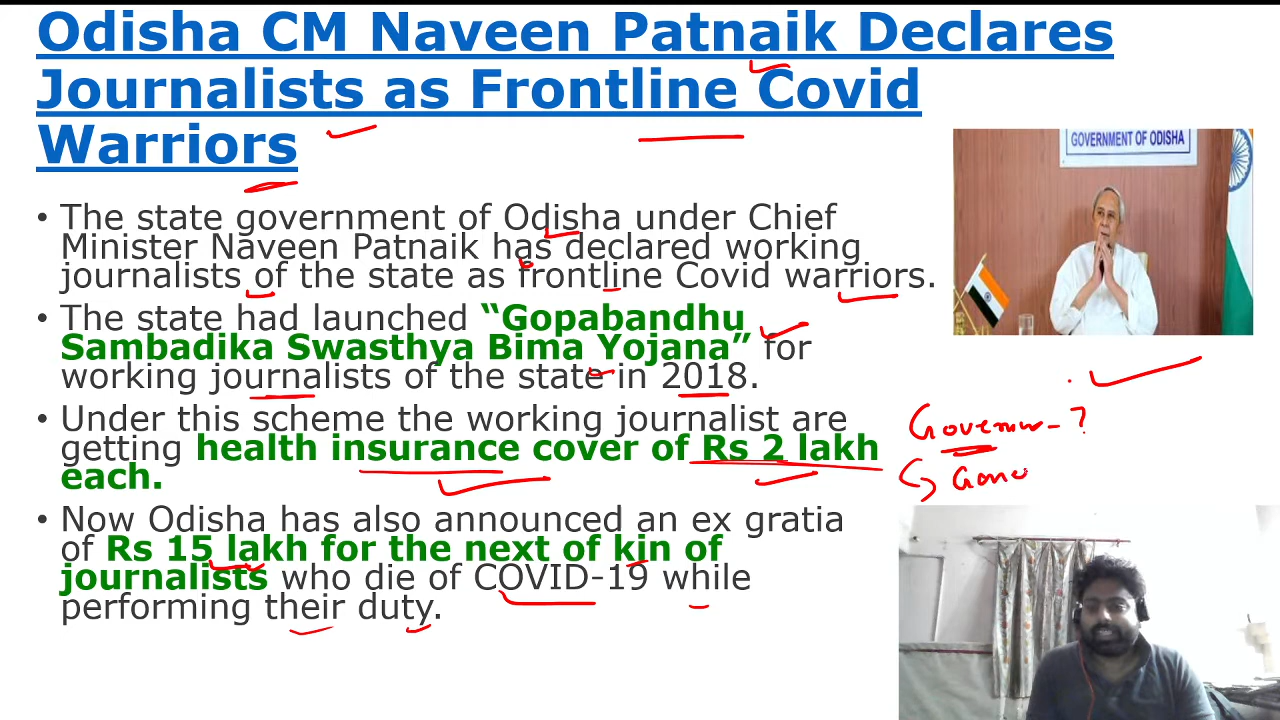 Odisha CM Naveen Patnaik Declares
Journalists as Frontline Covid
Warriors
GOVERNMENT OF ODISHA
• The state government of Odisha under Chief
Minister Naveen Patnaik has declared working
journalists of the state as frontline Covid warriors.
• The state had launched “Gopabandhu
Sambadika Swasthya Bima Yojana” for
working journalists of the state in 2018.
• Under this scheme the working journalist are
getting health insurance cover of Rs 2 lakh
each.
Governor - ?
• Now Odisha has also announced an ex gratia
of Rs 15 lakh for the next of kin of
journalists who die of COVID-19 while
performing their duty.